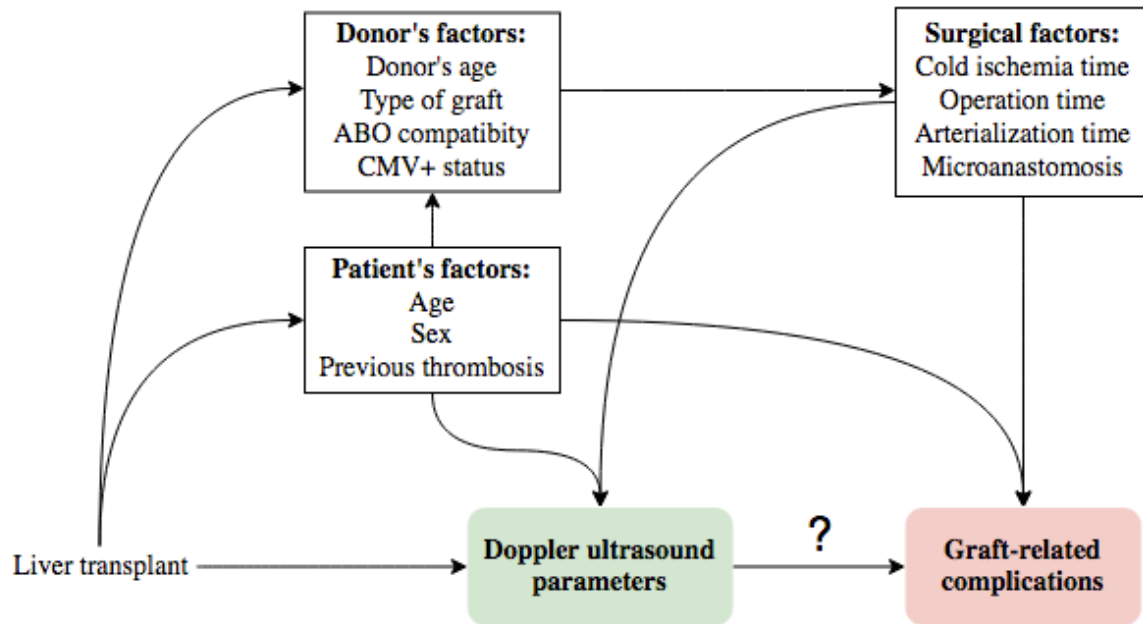 Donor's factors:
Donor's age
Type of graft
ABO compatibity
CMV+ status
Surgical factors:
Cold ischemia time
Operation time
Arterialization time
Microanastomosis
Patient's factors:
Age
Sex
Previous thrombosis
Liver transplant
Doppler ultrasound
parameters
?
Graft-related
complications